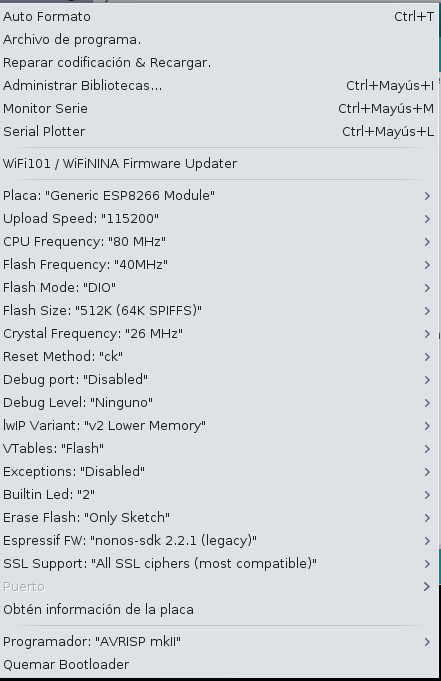 Auto Formato Ctrl+T
Archivo de programa.
Reparar codificación & Recargar.
Administrar Bibliotecas... Ctrl+Mayús+I
Monitor Serie Ctrl+Mayús+M
Serial Plotter Ctrl+Mayús+L
WiFi101 / WiFiNINA Firmware Updater
Placa: "Generic ESP8266 Module"
Upload Speed: "115200"
CPU Frequency: "80 MHz"
Flash Frequency: "40MHz"
Flash Mode: "DIO"
Flash Size: "512K (64K SPIFFS)"
Crystal Frequency: "26 MHz"
Reset Method: "ck"
Debug port: "Disabled"
Debug Level: "Ninguno"
lwIP Variant: "v2 Lower Memory"
VTables: "Flash"
Exceptions: "Disabled"
Builtin Led: "2"
Erase Flash: "Only Sketch"
Espressif FW: "nonos-sdk 2.2.1 (legacy)"
SSL Support: "All SSL ciphers (most compatible)"
Puerto
Obtén información de la placa
Programador: "AVRISP mkII"
Quemar Bootloader